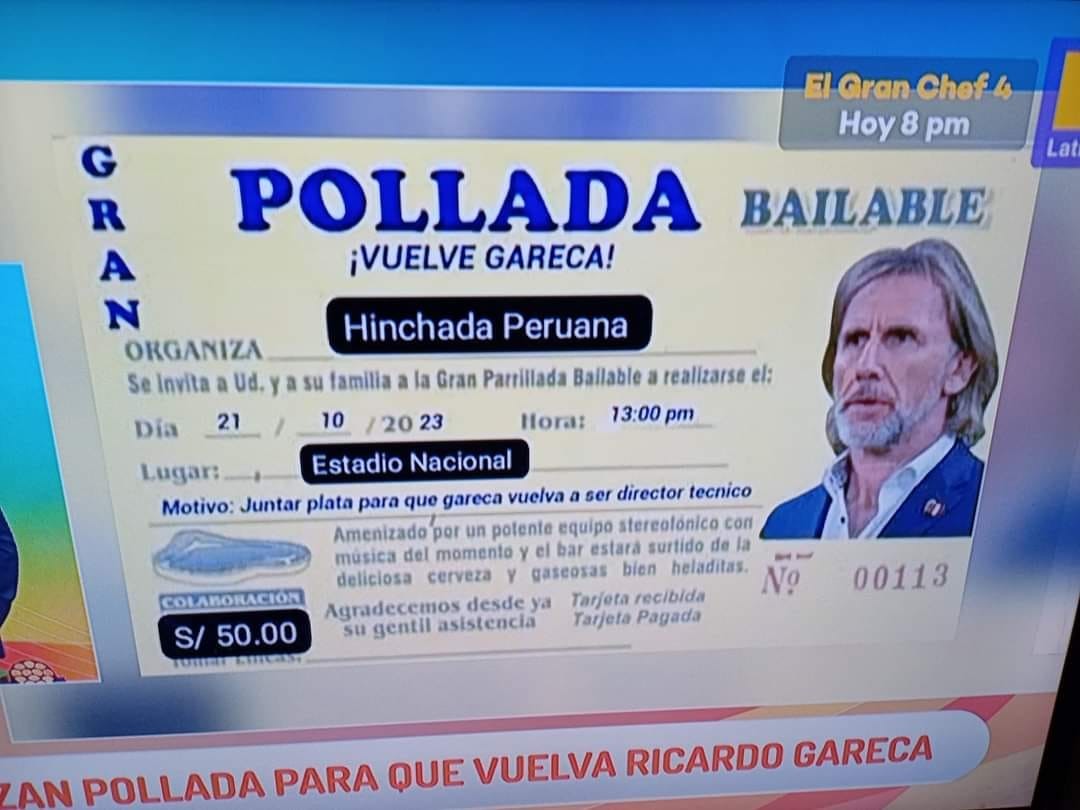 El Gran Chef 4
Hoy 8 pm
Lati
GRAN
POLLADA BAILABLE
¡VUELVE GARECA!
Hinchada Peruana
ORGANIZA
Se invita a Ud. y a su familia a la Gran Parrillada Bailable a realizarse el:
Día 21 / 10 / 20 23 Hora: 13:00 pm
Lugar: Estadio Nacional
Motivo: Juntar plata para que gareca vuelva a ser director tecnico
Amenizado por un potente equipo stereofónico con
música del momento y el bar estará surtido de la
deliciosa cerveza y gaseosas bien heladitas.
Nº 00113
COLABORACIÓN
S/ 50.00
Agradecemos desde ya
su gentil asistencia
Tarjeta recibida
Tarjeta Pagada
ZAN POLLADA PARA QUE VUELVA RICARDO GARECA